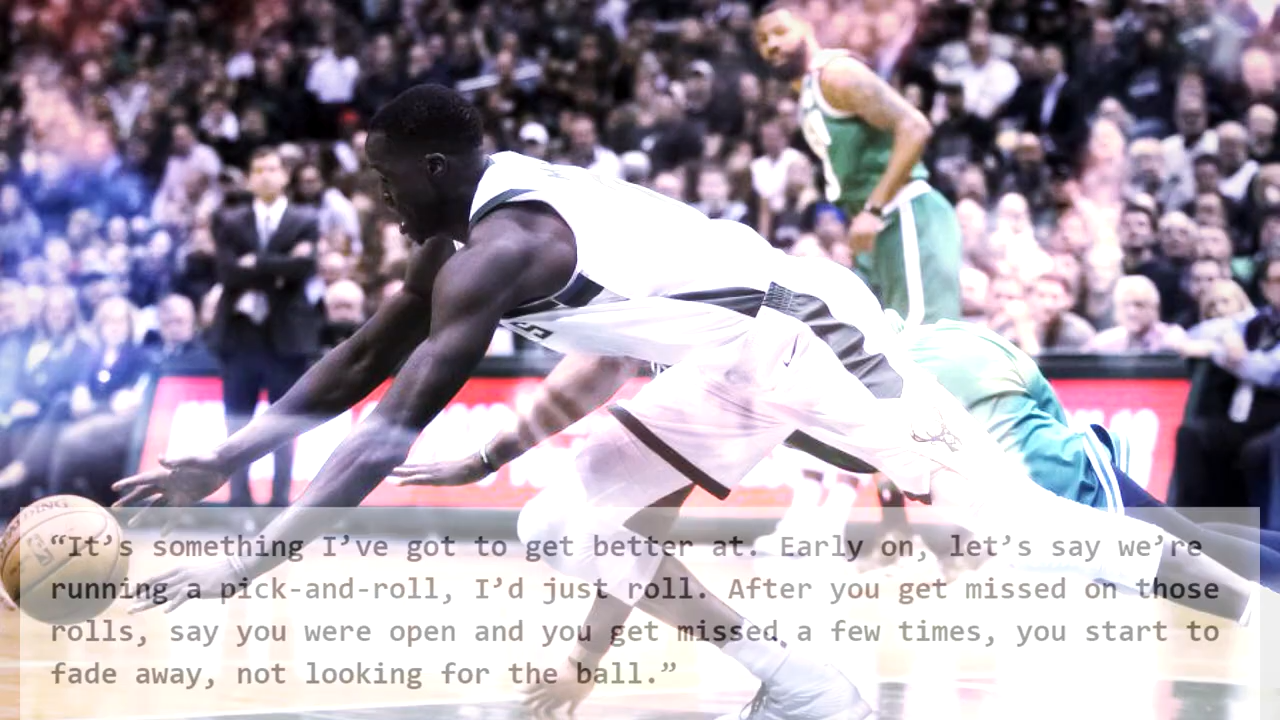 “It’s something I’ve got to get better at. Early on, let’s say we’re
running a pick-and-roll, I’d just roll. After you get missed on those
rolls, say you were open and you get missed a few times, you start to
fade away, not looking for the ball.”